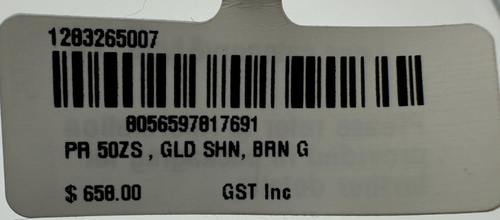 1283265007
8056597817691
PR 50ZS , GLD SHN, BRN G
$ 658.00 GST Inc